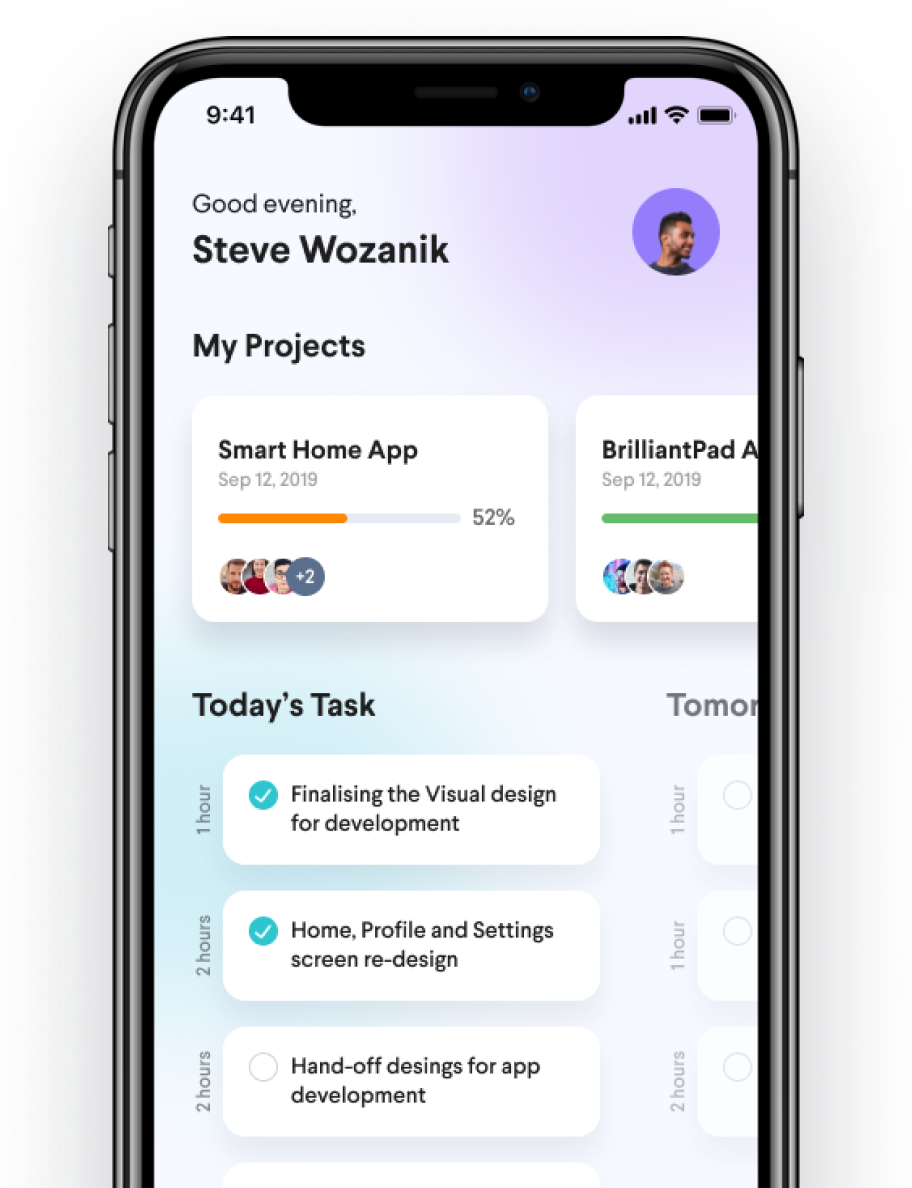 9:41
Good evening,
Steve Wozanik
My Projects
Smart Home App
Sep 12, 2019
52%
+2
BrilliantPad A
Sep 12, 2019
Today’s Task
Tomor
1 hour
Finalising the Visual design
for development
2 hours
Home, Profile and Settings
screen re-design
2 hours
Hand-off desings for app
development
1 hour
1 hour
2 hours